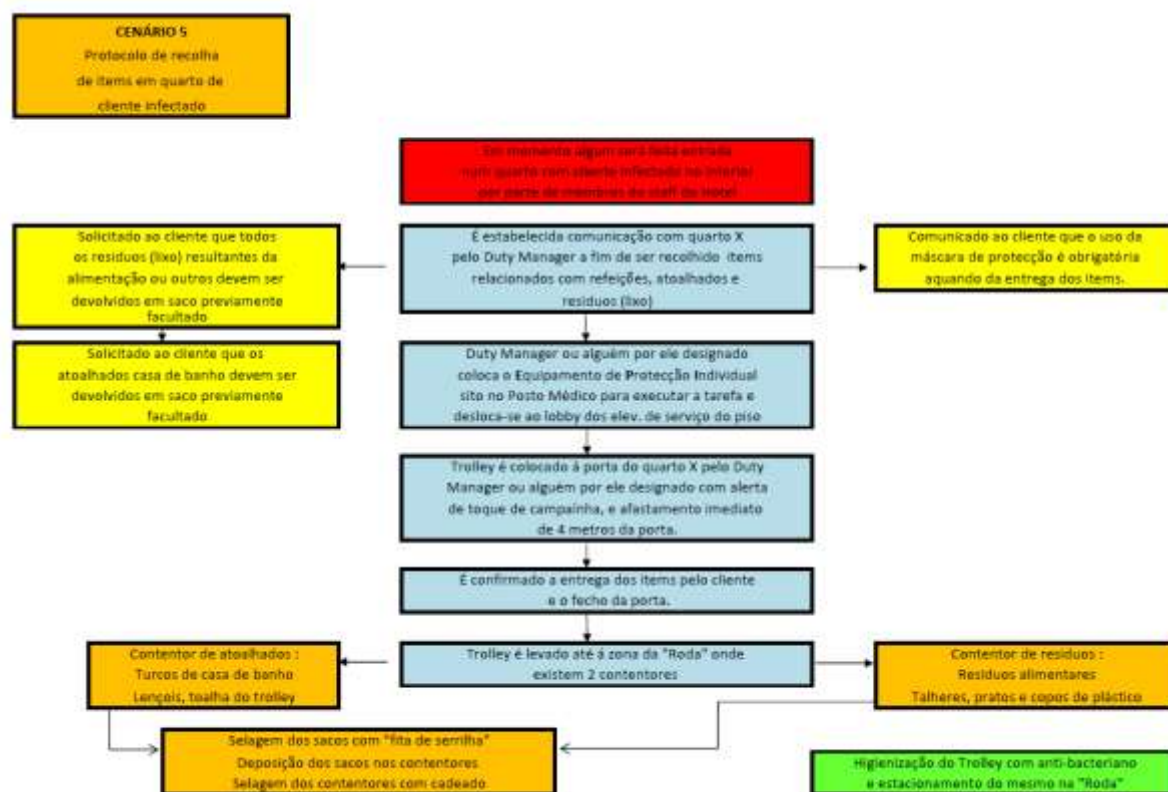 CENÁRIO 5
Protocolo de recolha
de items em quarto de
cliente infectado
Em momento algum será feita entrada
num quarto com cliente infectado no interior
por parte de membros do staff do Hotel
Solicitado ao cliente que todos
os resíduos (lixo) resultantes da
alimentação ou outros devem ser
devolvidos em saco previamente
facultado
É estabelecida comunicação com quarto X
pelo Duty Manager a fim de ser recolhido items
relacionados com refeições, atoalhados e
resíduos (lixo)
Comunicado ao cliente que o uso da
máscara de protecção é obrigatória
aquando da entrega dos items.
Solicitado ao cliente que os
atoalhados casa de banho devem ser
devolvidos em saco previamente
facultado
Duty Manager ou alguém por ele designado
coloca o Equipamento de Protecção Individual
sito no Posto Médico para executar a tarefa e
desloca-se ao lobby dos elev. de serviço do piso
Trolley é colocado á porta do quarto X pelo Duty
Manager ou alguém por ele designado com alerta
de toque de campaínha, e afastamento imediato
de 4 metros da porta.
É confirmado a entrega dos items pelo cliente
e o fecho da porta.
Contentor de atoalhados :
Turcos de casa de banho
Lençois, toalha do trolley
Trolley é levado até á zona da "Roda" onde
existem 2 contentores
Contentor de resíduos :
Resíduos alimentares
Talheres, pratos e copos de plástico
Selagem dos sacos com "fita de serrilha"
Deposição dos sacos nos contentores
Selagem dos contentores com cadeado
Higienização do Trolley com anti-bacteriano
e estacionamento do mesmo na "Roda"